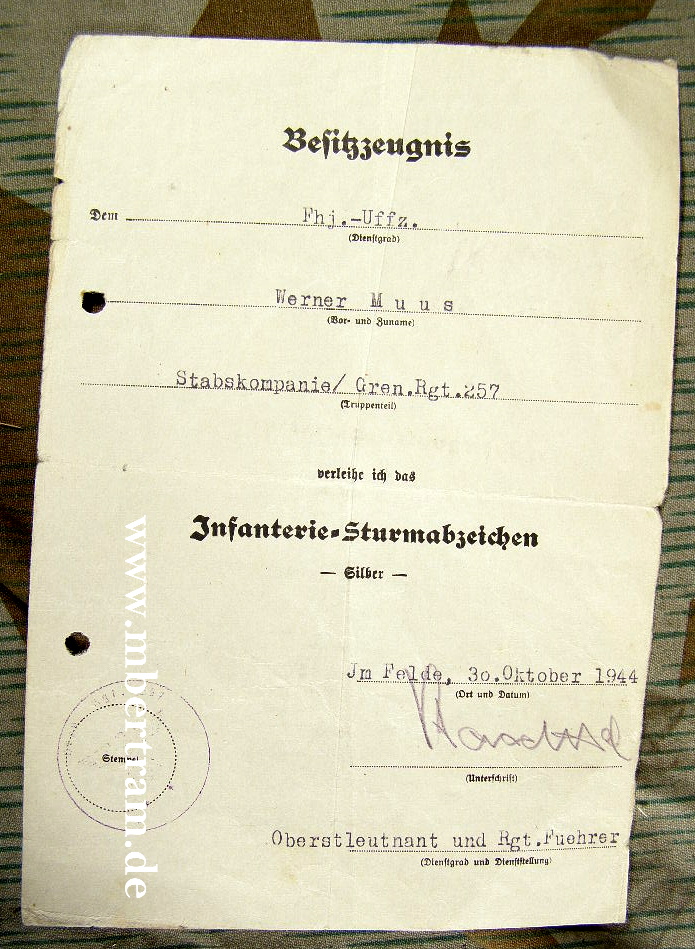 Besitzzeugnis
Dem Fhj.-Uffz.
(Dienstgrad)
Werner M u u s
(Vor- und Zuname)
Stabskompanie/ Gren.Rgt.257
(Truppenteil)
verleihe ich das
Infanterie-Sturmabzeichen
— Silber —
Jm Felde, 3o.Oktober 1944
(Ort und Datum)
(Unterschrift)
Stempel
Oberstleutnant und Rgt.Fuehrer
(Dienstgrad und Dienststellung)
www.mbertram.de